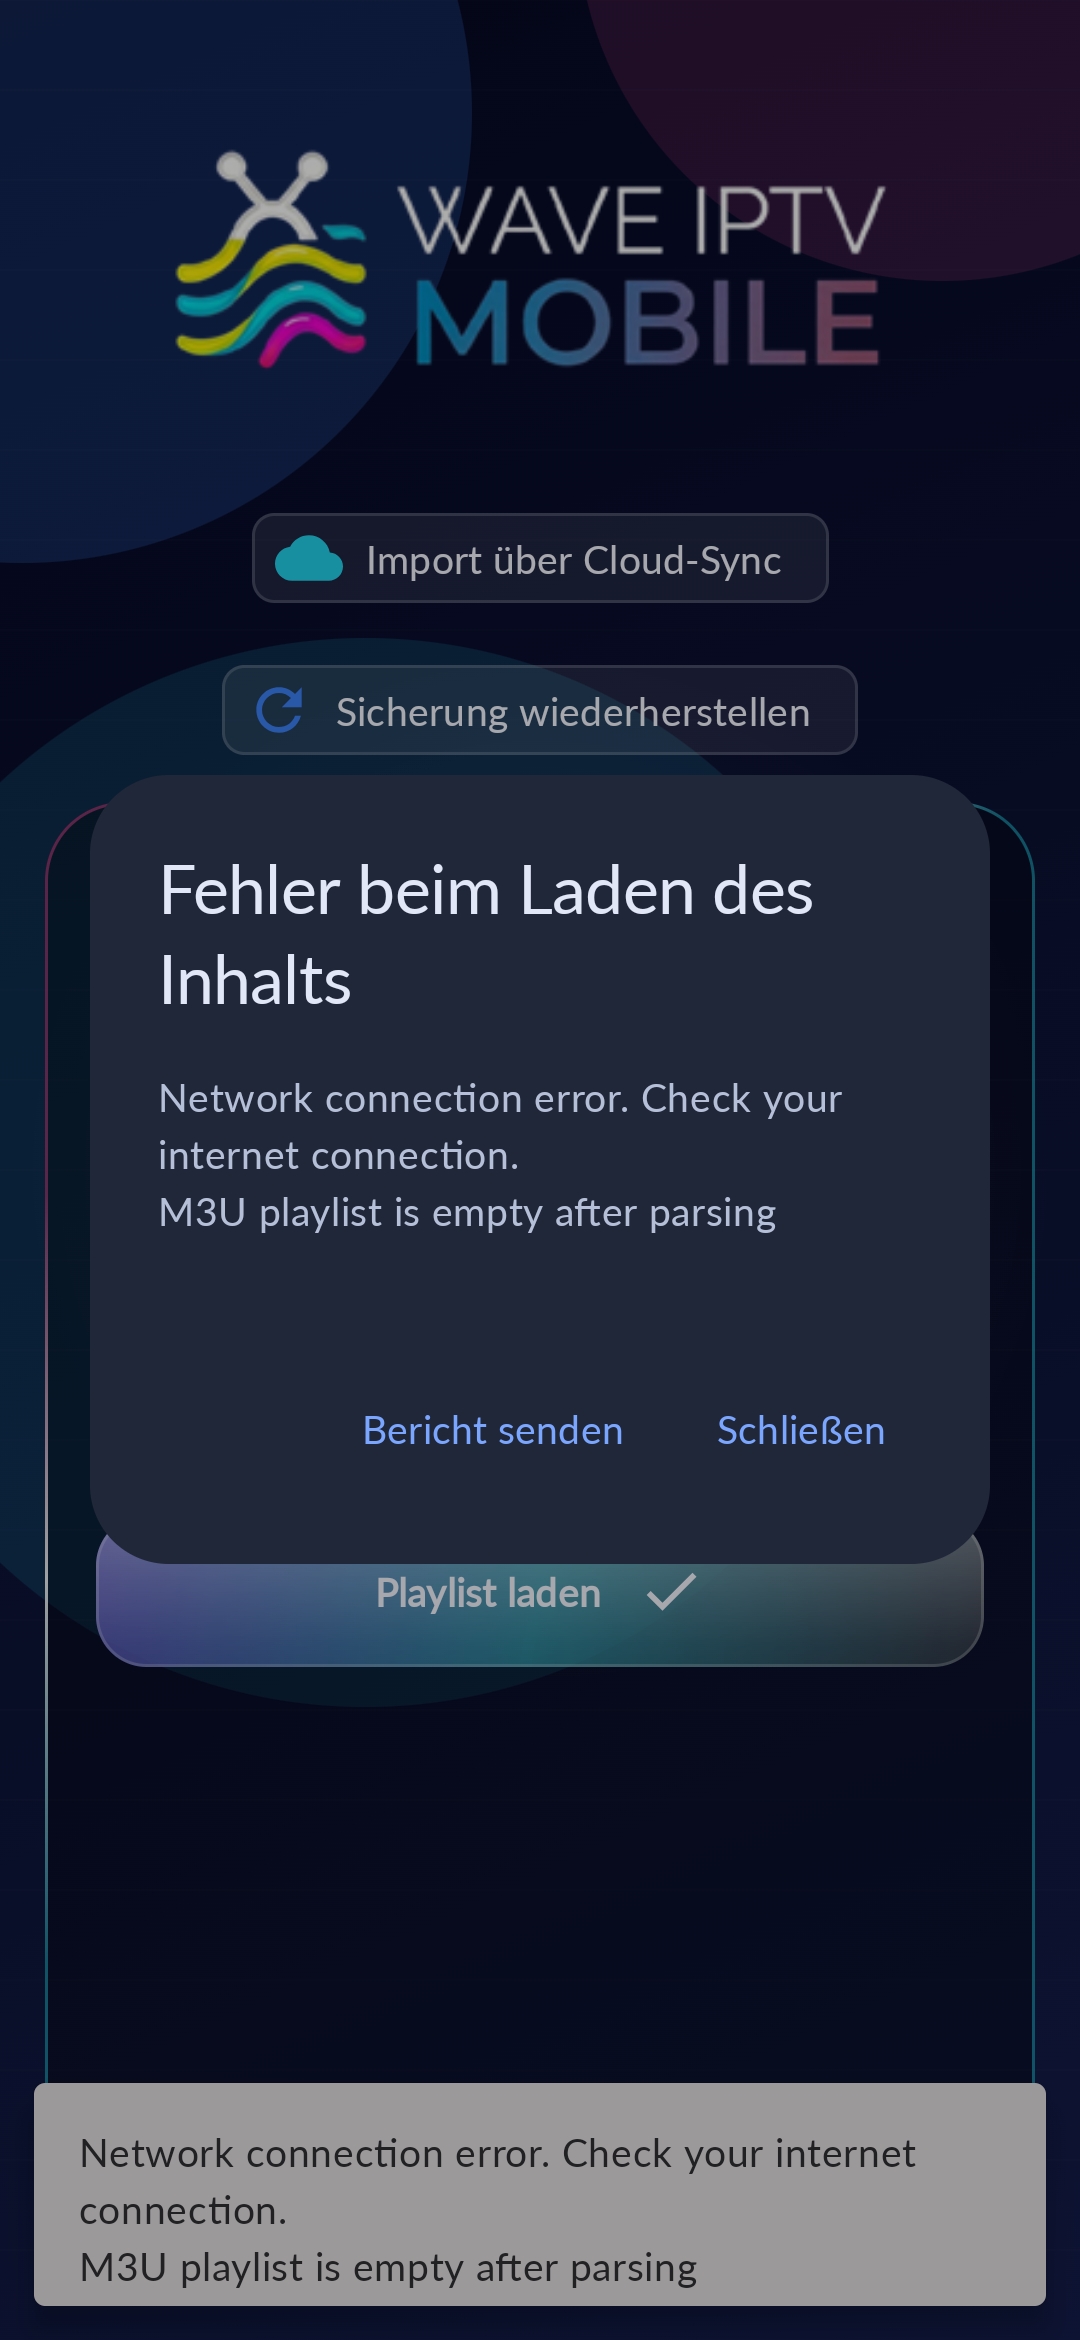 WAVE IPTV
MOBILE
Import über Cloud-Sync
Sicherung wiederherstellen
Fehler beim Laden des
Inhalts
Network connection error. Check your
internet connection.
M3U playlist is empty after parsing
Bericht senden Schließen
Playlist laden
Network connection error. Check your internet
connection.
M3U playlist is empty after parsing